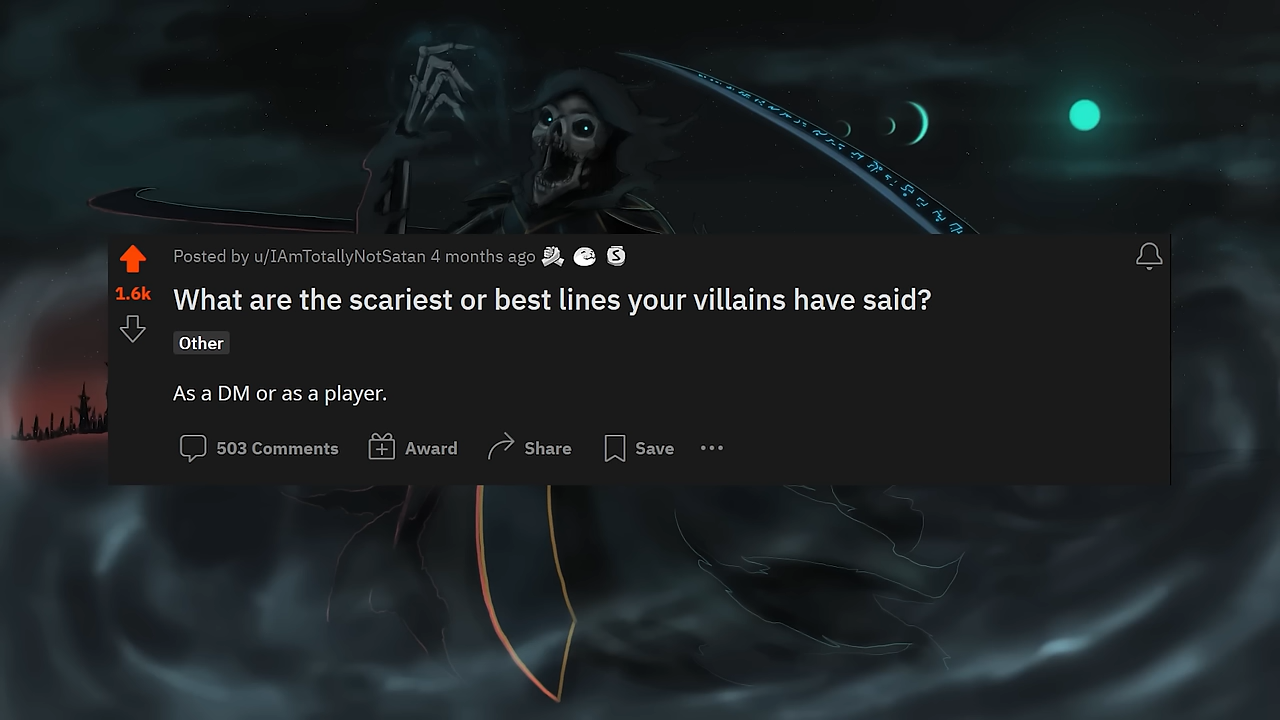 Posted by u/IAmTotallyNotSatan 4 months ago
1.6k
What are the scariest or best lines your villains have said?
Other
As a DM or as a player.
503 Comments Award Share Save